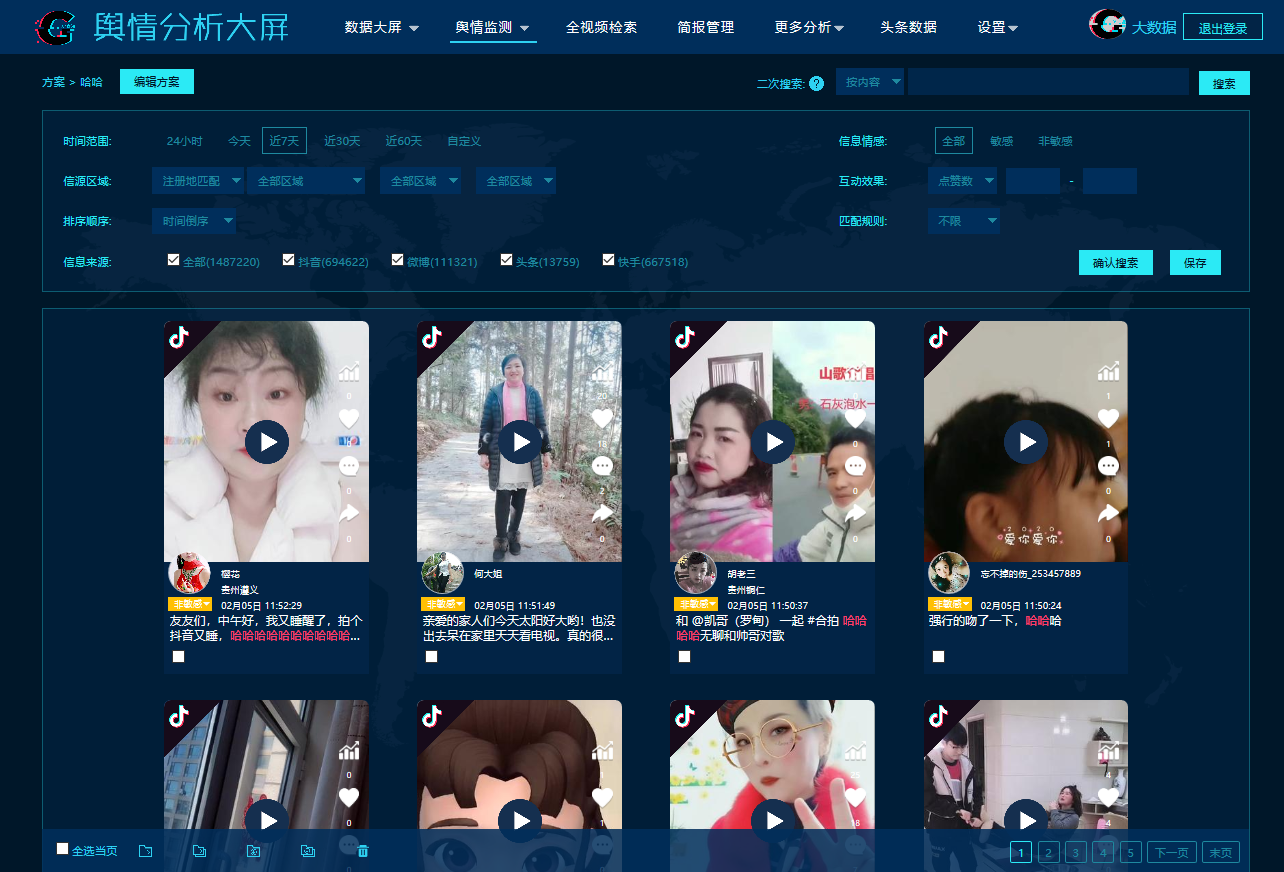 舆情分析大屏 数据大屏 舆情监测 全视频检索 简报管理 更多分析 头条数据 设置 大数据 退出登录
方案 > 哈哈 编辑方案 二次搜索: ? 按内容 搜索
时间范围: 24小时 今天 近7天 近30天 近60天 自定义 信息情感: 全部 敏感 非敏感
信源区域: 注册地匹配 全部区域 全部区域 全部区域 互动效果: 点赞数 -
排序顺序: 时间倒序 匹配规则: 不限
信息来源: 全部(1487220) 抖音(694622) 微博(111321) 头条(13759) 快手(667518) 确认搜索 保存
山歌
石灰泡水一
0 20 1
18 0 1
0 2 0 0
2020
爱你爱你
0 0 0 0
樱花 何大姐 胡老三 忘不掉的伤_253457889
贵州遵义 贵州铜仁
非敏感 02月05日 11:52:29 非敏感 02月05日 11:51:49 非敏感 02月05日 11:50:37 非敏感 02月05日 11:50:24
友友们，中午好，我又睡醒了，拍个 亲爱的家人们今天太阳好大哟！也没 和 @凯哥（罗甸） 一起 #合拍 哈哈 强行的吻了一下，哈哈哈
抖音又睡，哈哈哈哈哈哈哈哈哈哈... 出去呆在家里天天看电视。真的很... 哈哈无聊和帅哥对歌
0 1 25 4
0 1 18 4
全选当页 1 2 3 4 5 下一页 末页